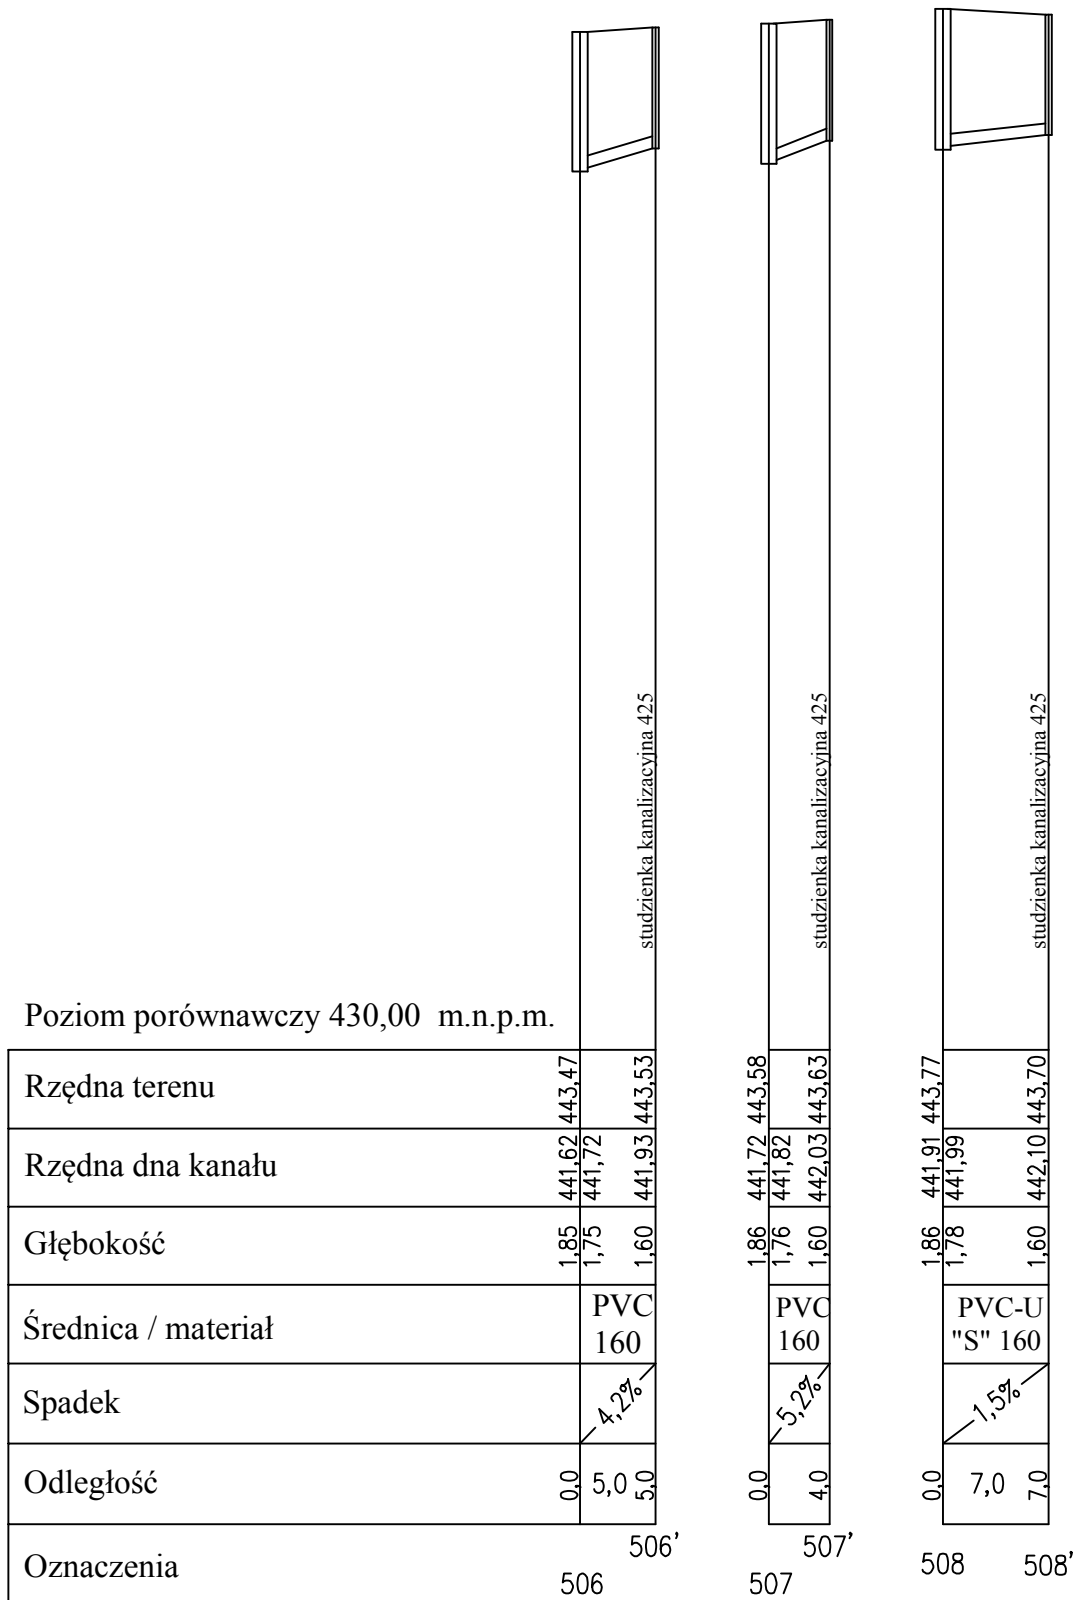 studzienka kanalizacyjna 425
studzienka kanalizacyjna 425
studzienka kanalizacyjna 425
Poziom porównawczy 430,00 m.n.p.m.
Rzędna terenu
443,47 443,53 443,58 443,63 443,77 443,70
Rzędna dna kanału
441,62 441,72 441,93 441,72 441,82 442,03 441,91 441,99 442,10
Głębokość
1,85 1,75 1,60 1,86 1,76 1,60 1,86 1,78 1,60
Średnica / materiał
PVC
160
PVC
160
PVC-U
"S" 160
Spadek
4,2% 5,2% 1,5%
Odległość
0,0 5,0 5,0 0,0 4,0 0,0 7,0 7,0
Oznaczenia
506 506' 507 507' 508 508'